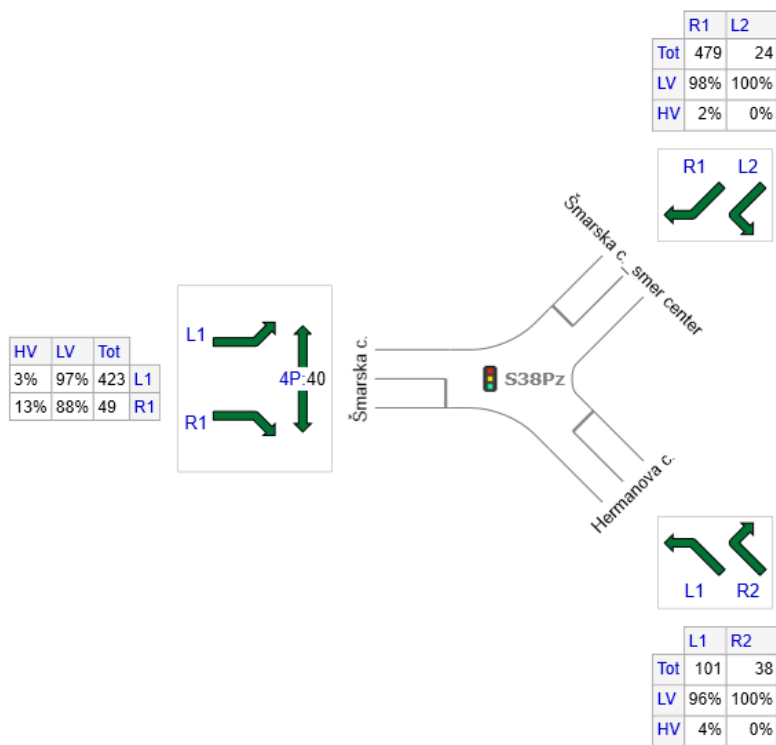 R1 L2
Tot 479 24
LV 98% 100%
HV 2% 0%
R1 L2
Šmarska c._smer center
HV LV Tot
3% 97% 423 L1
13% 88% 49 R1
L1
4P:40
R1
Šmarska c.
S38Pz
Hermanova c.
L1 R2
L1 R2
Tot 101 38
LV 96% 100%
HV 4% 0%